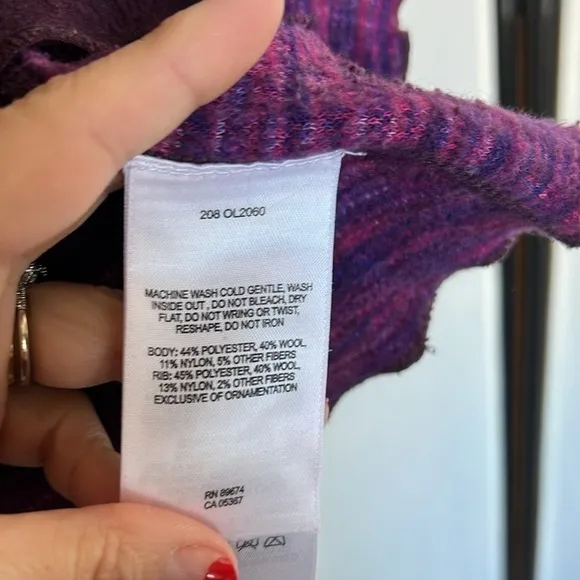 208 OL2060
MACHINE WASH COLD GENTLE, WASH
INSIDE OUT , DO NOT BLEACH, DRY
FLAT, DO NOT WRING OR TWIST,
RESHAPE, DO NOT IRON
BODY: 44% POLYESTER, 40% WOOL,
11% NYLON, 5% OTHER FIBERS
RIB: 45% POLYESTER, 40% WOOL,
13% NYLON, 2% OTHER FIBERS
EXCLUSIVE OF ORNAMENTATION
RN 89674
CA 05367